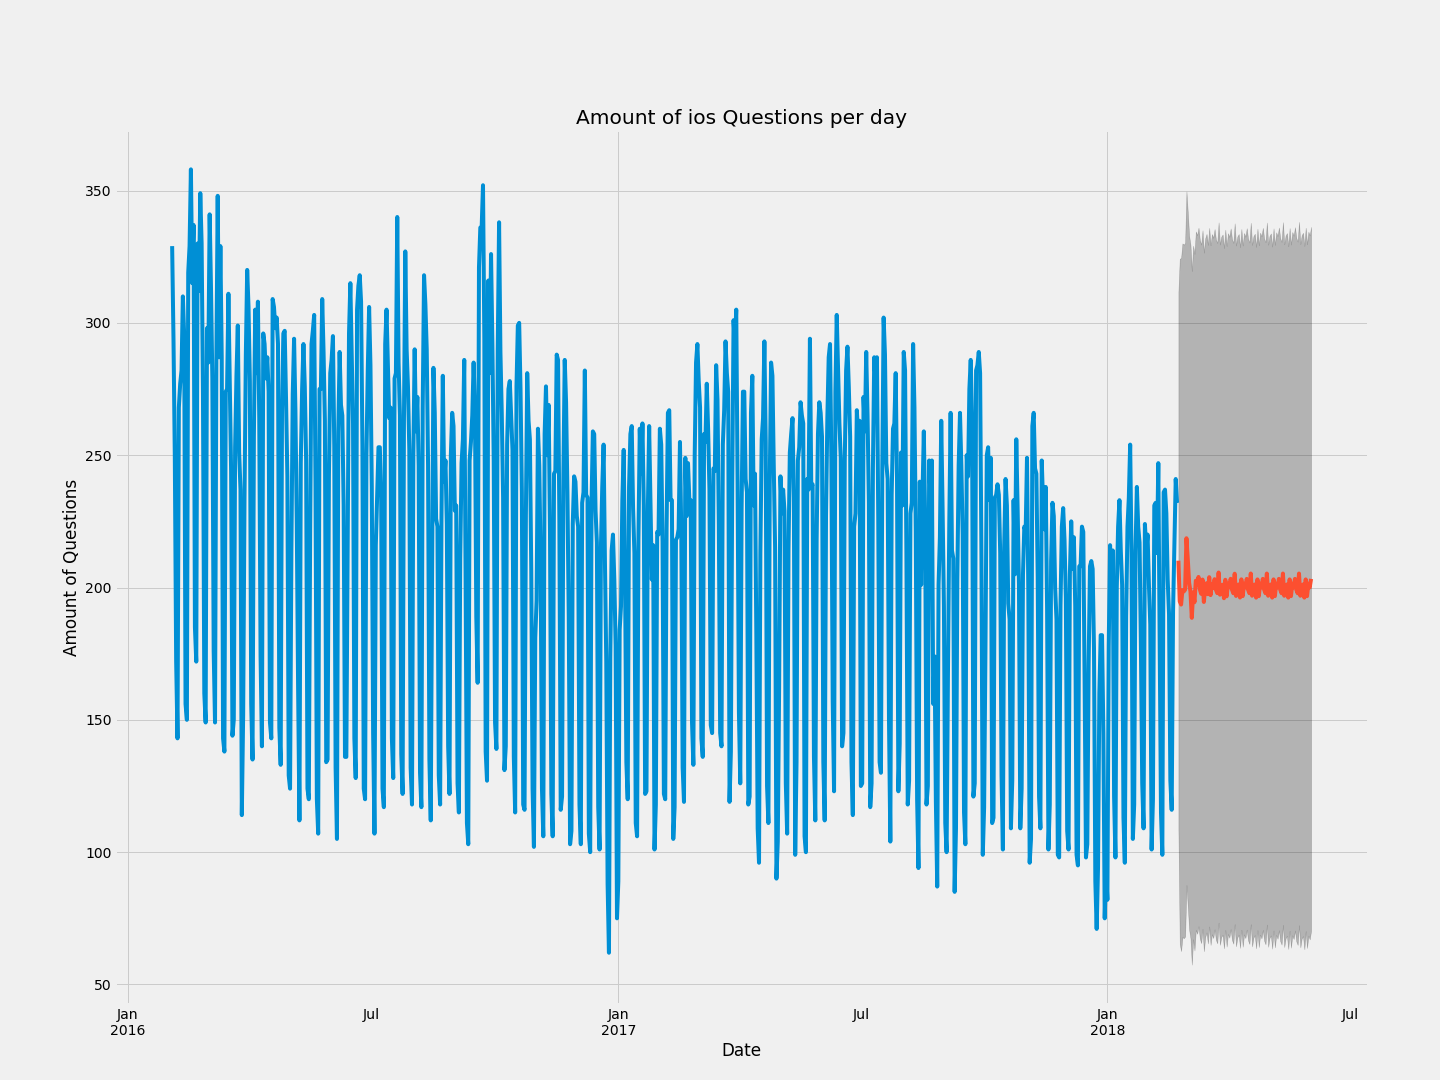 Amount of ios Questions per day
Amount of Questions
350
300
250
200
150
100
50
Jan
2016
Jul
Jan
2017
Jul
Jan
2018
Jul
Date